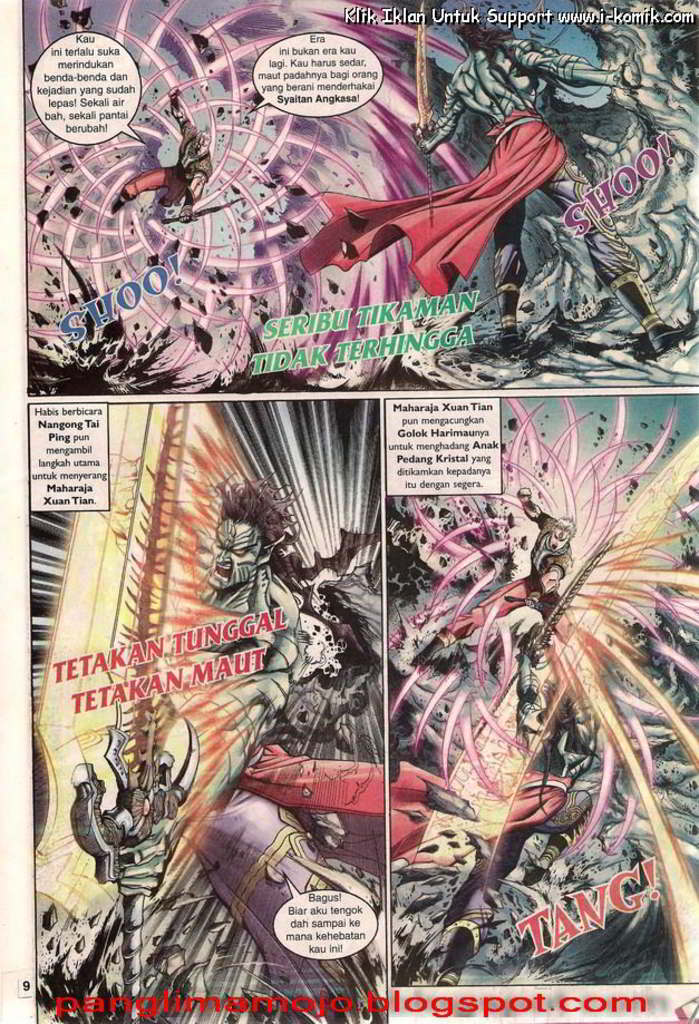 Klik Iklan Untuk Support www.i-komik.com
Kau
ini terlalu suka
merindukan
benda-benda dan
kejadian yang sudah
lepas! Sekali air
bah, sekali pantai
berubah!
Era
ini bukan era kau
lagi. Kau harus sedar,
maut padahnya bagi orang
yang berani menderhakai
Syaitan Angkasa!
SHOO!
SHOO!
SERIBU TIKAMAN
TIDAK TERHINGGA
Habis berbicara
Nangong Tai
Ping pun
mengambil
langkah utama
untuk menyerang
Maharaja
Xuan Tian.
TETAKAN TUNGGAL
TETAKAN MAUT
Bagus!
Biar aku tengok
dah sampai ke
mana kehebatan
kau ini!
Maharaja Xuan Tian
pun mengacungkan
Golok Harimaunya
untuk menghadang Anak
Pedang Kristal yang
ditikamkan kepadanya
itu dengan segera.
TANG!
9
panglimamojo.blogspot.com